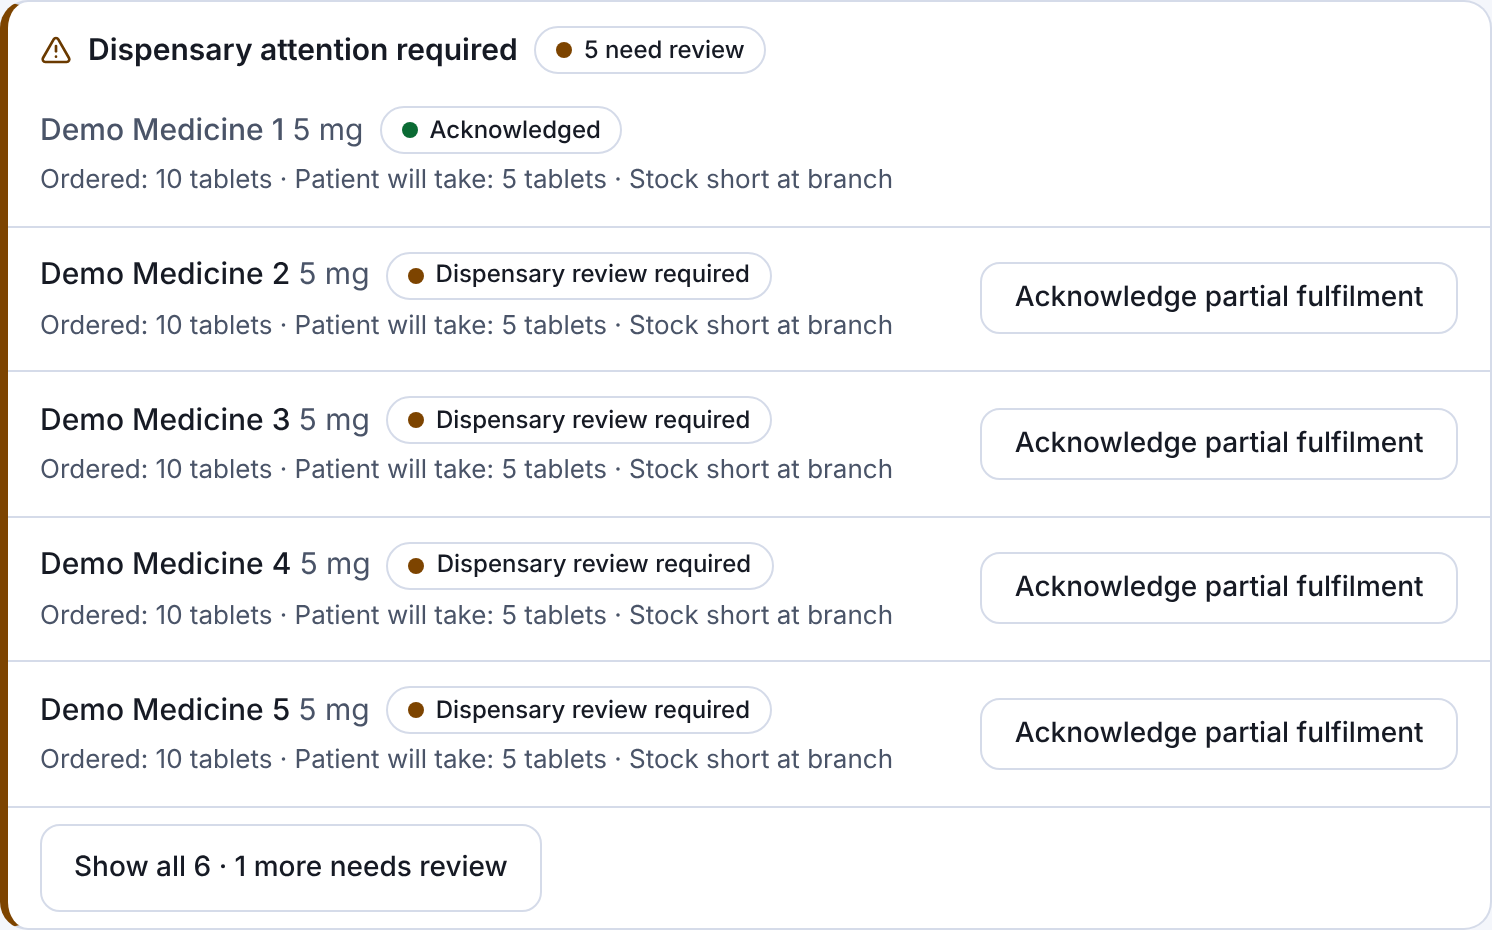 Dispensary attention required 5 need review
Demo Medicine 1 5 mg Acknowledged
Ordered: 10 tablets · Patient will take: 5 tablets · Stock short at branch
Demo Medicine 2 5 mg Dispensary review required
Ordered: 10 tablets · Patient will take: 5 tablets · Stock short at branch
Acknowledge partial fulfilment
Demo Medicine 3 5 mg Dispensary review required
Ordered: 10 tablets · Patient will take: 5 tablets · Stock short at branch
Acknowledge partial fulfilment
Demo Medicine 4 5 mg Dispensary review required
Ordered: 10 tablets · Patient will take: 5 tablets · Stock short at branch
Acknowledge partial fulfilment
Demo Medicine 5 5 mg Dispensary review required
Ordered: 10 tablets · Patient will take: 5 tablets · Stock short at branch
Acknowledge partial fulfilment
Show all 6 · 1 more needs review